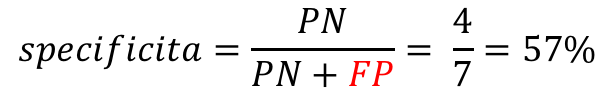 specificita = PN / PN + FP = 4 / 7 = 57%